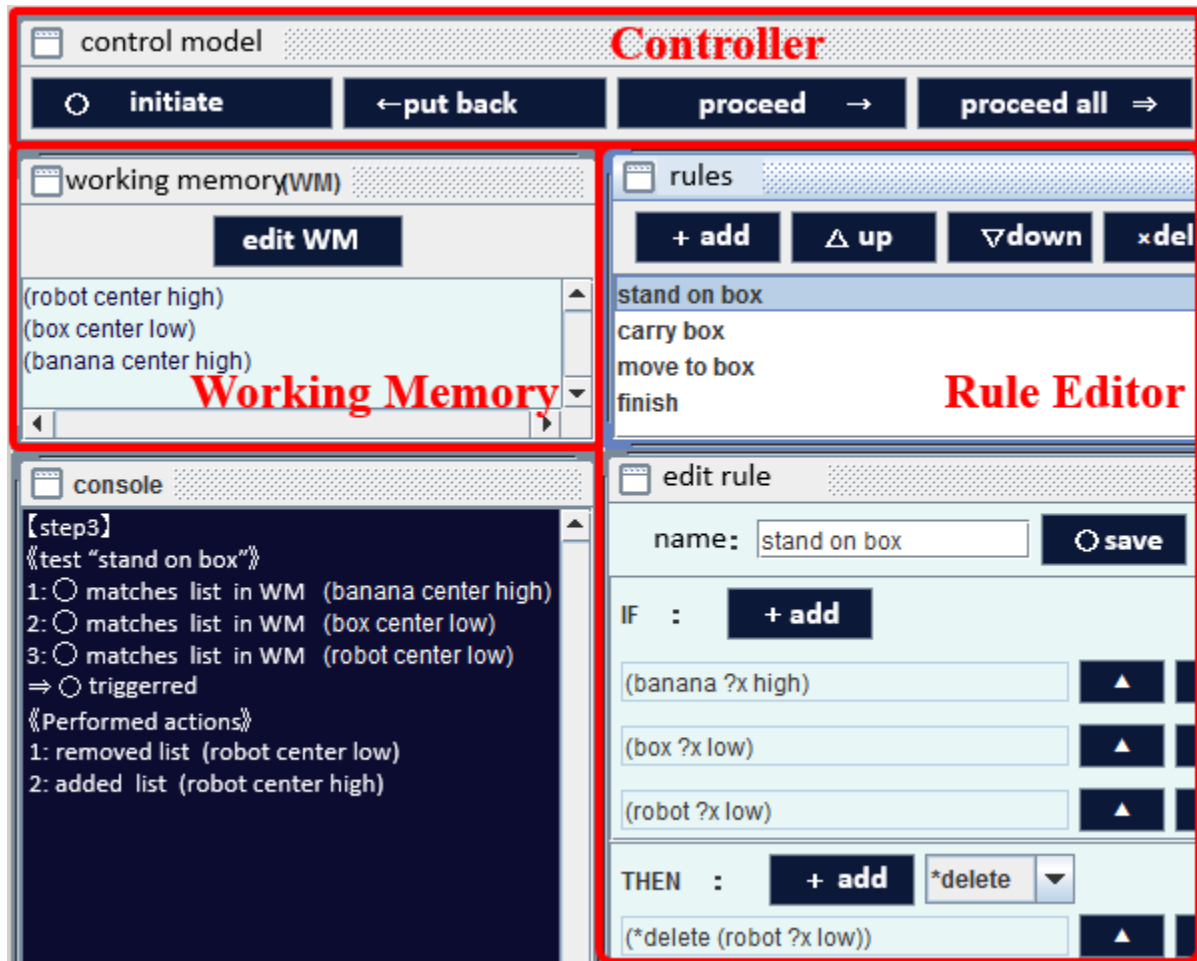 control model
Controller
○ initiate
←put back
proceed →
proceed all ⇒
working memory(WM)
edit WM
(robot center high)
(box center low)
(banana center high)
Working Memory
rules
+ add
△ up
▽down
×del
stand on box
carry box
move to box
finish
Rule Editor
console
【step3】
《test “stand on box”》
1: ○ matches list in WM (banana center high)
2: ○ matches list in WM (box center low)
3: ○ matches list in WM (robot center low)
⇒ ○ triggerred
《Performed actions》
1: removed list (robot center low)
2: added list (robot center high)
edit rule
name: stand on box
○ save
IF : + add
(banana ?x high) ▲
(box ?x low) ▲
(robot ?x low) ▲
THEN : + add *delete ▼
(*delete (robot ?x low)) ▲